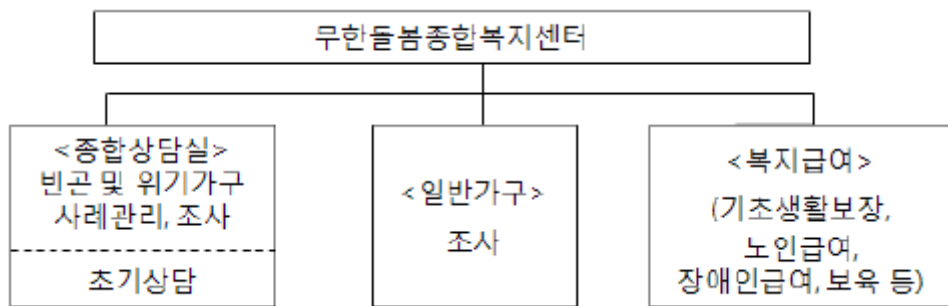 무한돌봄종합복지센터
<종합상담실>
빈곤 및 위기가구
사례관리, 조사
초기상담
<일반가구>
조사
<복지급여>
(기초생활보장,
노인급여,
장애인급여, 보육 등)